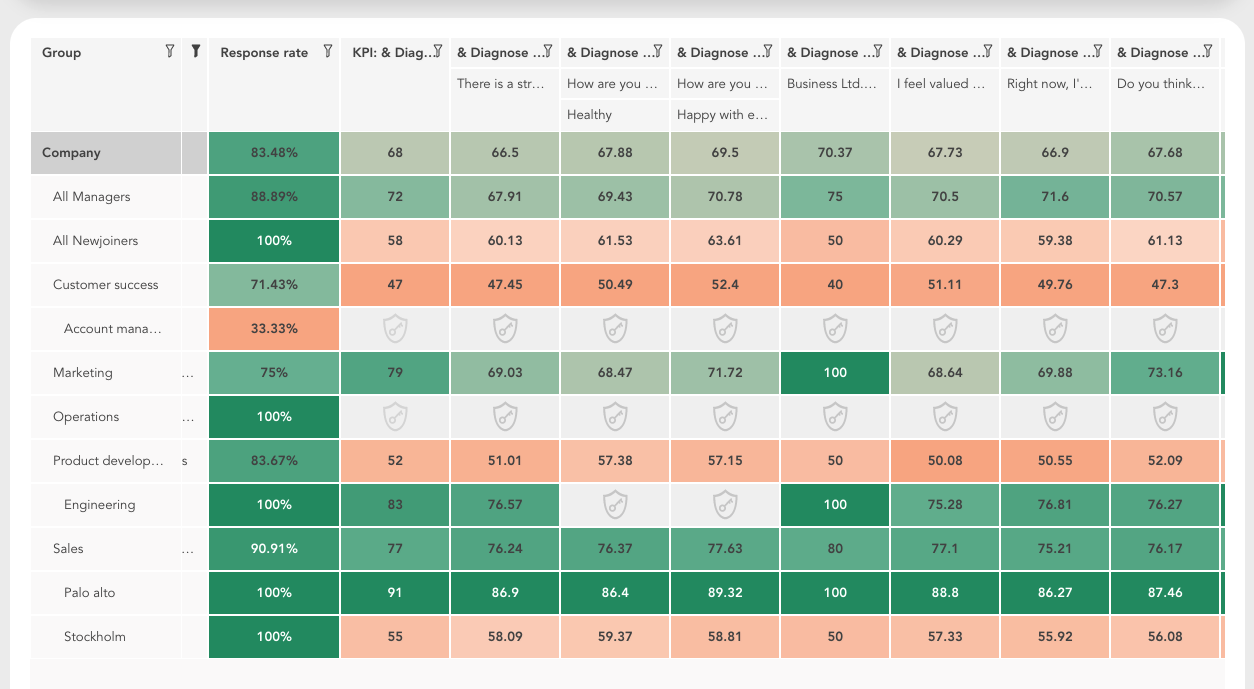 Group Response rate KPI: & Diag... & Diagnose ... & Diagnose ... & Diagnose ... & Diagnose ... & Diagnose ... & Diagnose ... & Diagnose ...
There is a str... How are you ... How are you ... Business Ltd.... I feel valued ... Right now, I'... Do you think...
Healthy Happy with e...
Company 83.48% 68 66.5 67.88 69.5 70.37 67.73 66.9 67.68
All Managers 88.89% 72 67.91 69.43 70.78 75 70.5 71.6 70.57
All Newjoiners 100% 58 60.13 61.53 63.61 50 60.29 59.38 61.13
Customer success 71.43% 47 47.45 50.49 52.4 40 51.11 49.76 47.3
Account mana... 33.33%
Marketing ... 75% 79 69.03 68.47 71.72 100 68.64 69.88 73.16
Operations ... 100%
Product develop... s 83.67% 52 51.01 57.38 57.15 50 50.08 50.55 52.09
Engineering 100% 83 76.57 100 75.28 76.81 76.27
Sales ... 90.91% 77 76.24 76.37 77.63 80 77.1 75.21 76.17
Palo alto 100% 91 86.9 86.4 89.32 100 88.8 86.27 87.46
Stockholm 100% 55 58.09 59.37 58.81 50 57.33 55.92 56.08